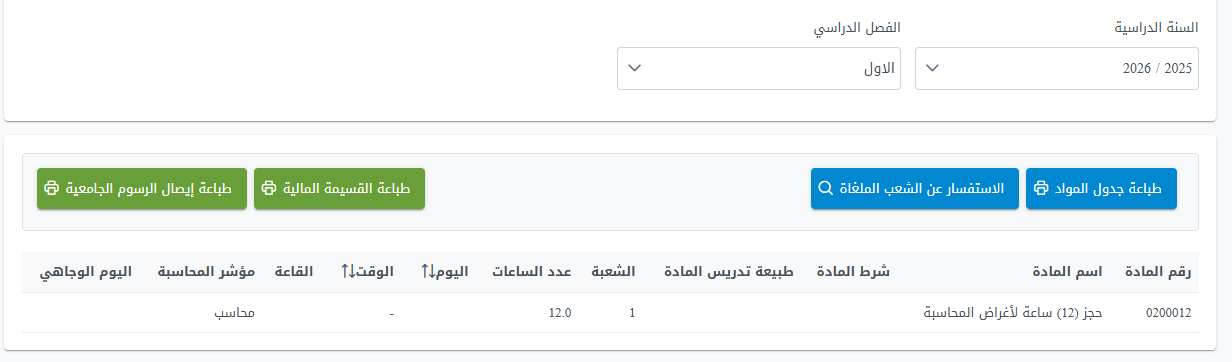 السنة الدراسية الفصل الدراسي
2025 / 2026 الاول
طباعة جدول المواد الاستفسار عن الشعب الملغاة طباعة القسيمة المالية طباعة إيصال الرسوم الجامعية
رقم المادة اسم المادة شرط المادة طبيعة تدريس المادة الشعبة عدد الساعات اليوم الوقت القاعة مؤشر المحاسبة اليوم الوجاهي
0200012 حجز (12) ساعة لأغراض المحاسبة 1 12.0 - محاسب